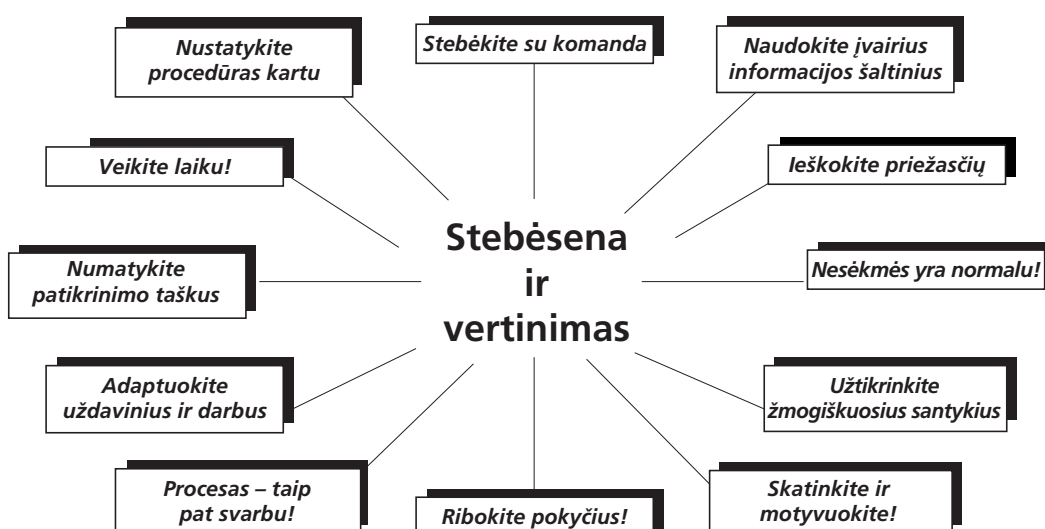 Nustatykite
procedūras kartu
Stebėkite su komanda
Naudokite įvairius
informacijos šaltinius
Veikite laiku!
Ieškokite priežasčių
Stebėsena
ir
vertinimas
Numatykite
patikrinimo taškus
Nesėkmės yra normalu!
Adaptuokite
uždavinius ir darbus
Užtikrinkite
žmogiškuosius santykius
Procesas – taip
pat svarbu!
Ribokite pokyčius!
Skatinkite ir
motyvuokite!